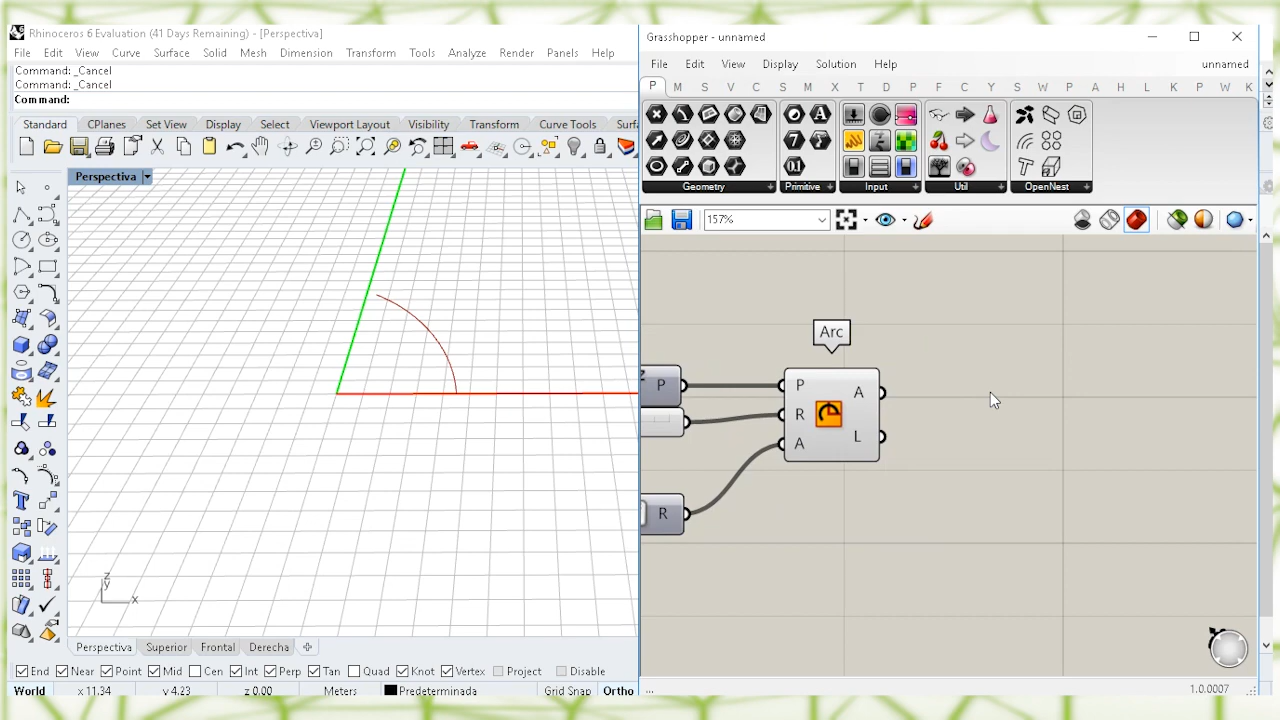 Rhinoceros 6 Evaluation (41 Days Remaining) - [Perspectiva]
File Edit View Curve Surface Solid Mesh Dimension Transform Tools Analyze Render Panels Help
Command: _Cancel
Command: _Cancel
Command:
Standard CPlanes Set View Display Select Viewport Layout Visibility Transform Curve Tools
Perspectiva
z
y
x
Perspectiva Superior Frontal Derecha
End Near Point Mid Cen Int Perp Tan Quad Knot Vertex Project Disable
World x 11.34 y 4.23 z 0.00 Meters Predeterminada Grid Snap Ortho
Grasshopper - unnamed
File Edit View Display Solution Help unnamed
P M S V C S M X T D P F C Y S W P A H L K P W K
Geometry Primitive Input Util OpenNest
157%
Arc
P P A
R
A L
R
...
1.0.0007